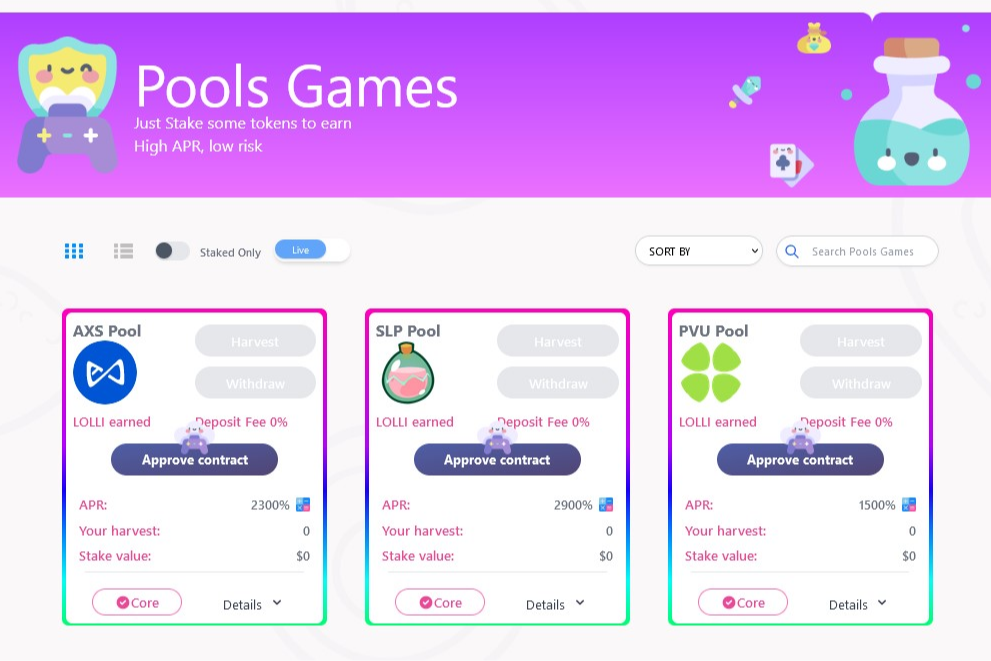 Pools Games
Just Stake some tokens to earn
High APR, low risk
Staked Only
Live
SORT BY
Search Pools Games
AXS Pool
Harvest
Withdraw
LOLLI earned
Deposit Fee 0%
Approve contract
APR:
2300%
Your harvest:
0
Stake value:
$0
Core
Details
SLP Pool
Harvest
Withdraw
LOLLI earned
Deposit Fee 0%
Approve contract
APR:
2900%
Your harvest:
0
Stake value:
$0
Core
Details
PVU Pool
Harvest
Withdraw
LOLLI earned
Deposit Fee 0%
Approve contract
APR:
1500%
Your harvest:
0
Stake value:
$0
Core
Details